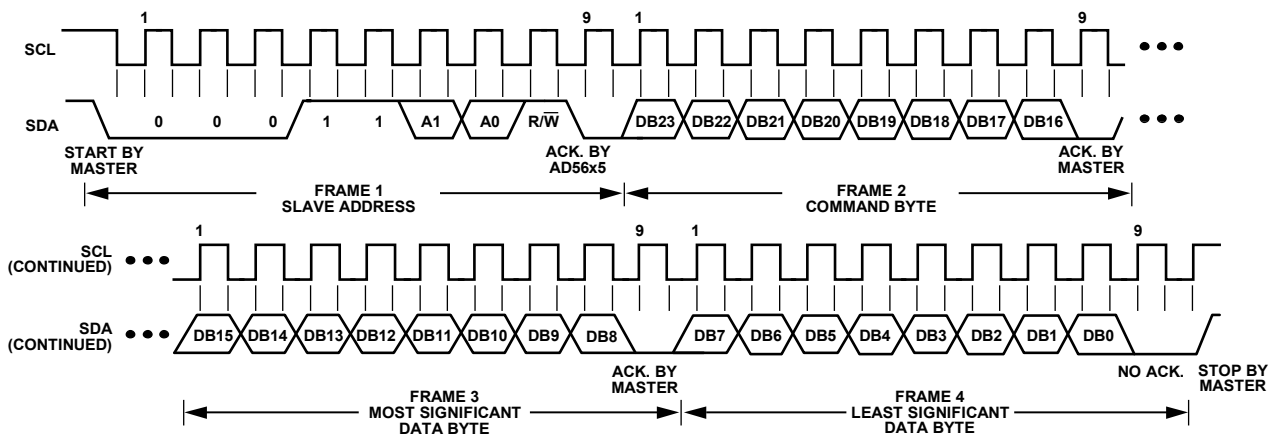 1 9 1 9
SCL
SDA
0 0 0 1 1 A1 A0 R/W̅ DB23 DB22 DB21 DB20 DB19 DB18 DB17 DB16
START BY
MASTER
ACK. BY
AD56x5
ACK. BY
MASTER
FRAME 1
SLAVE ADDRESS
FRAME 2
COMMAND BYTE
1 9 1 9
SCL
(CONTINUED)
SDA
(CONTINUED)
DB15 DB14 DB13 DB12 DB11 DB10 DB9 DB8 DB7 DB6 DB5 DB4 DB3 DB2 DB1 DB0
ACK. BY
MASTER
NO ACK.
STOP BY
MASTER
FRAME 3
MOST SIGNIFICANT
DATA BYTE
FRAME 4
LEAST SIGNIFICANT
DATA BYTE